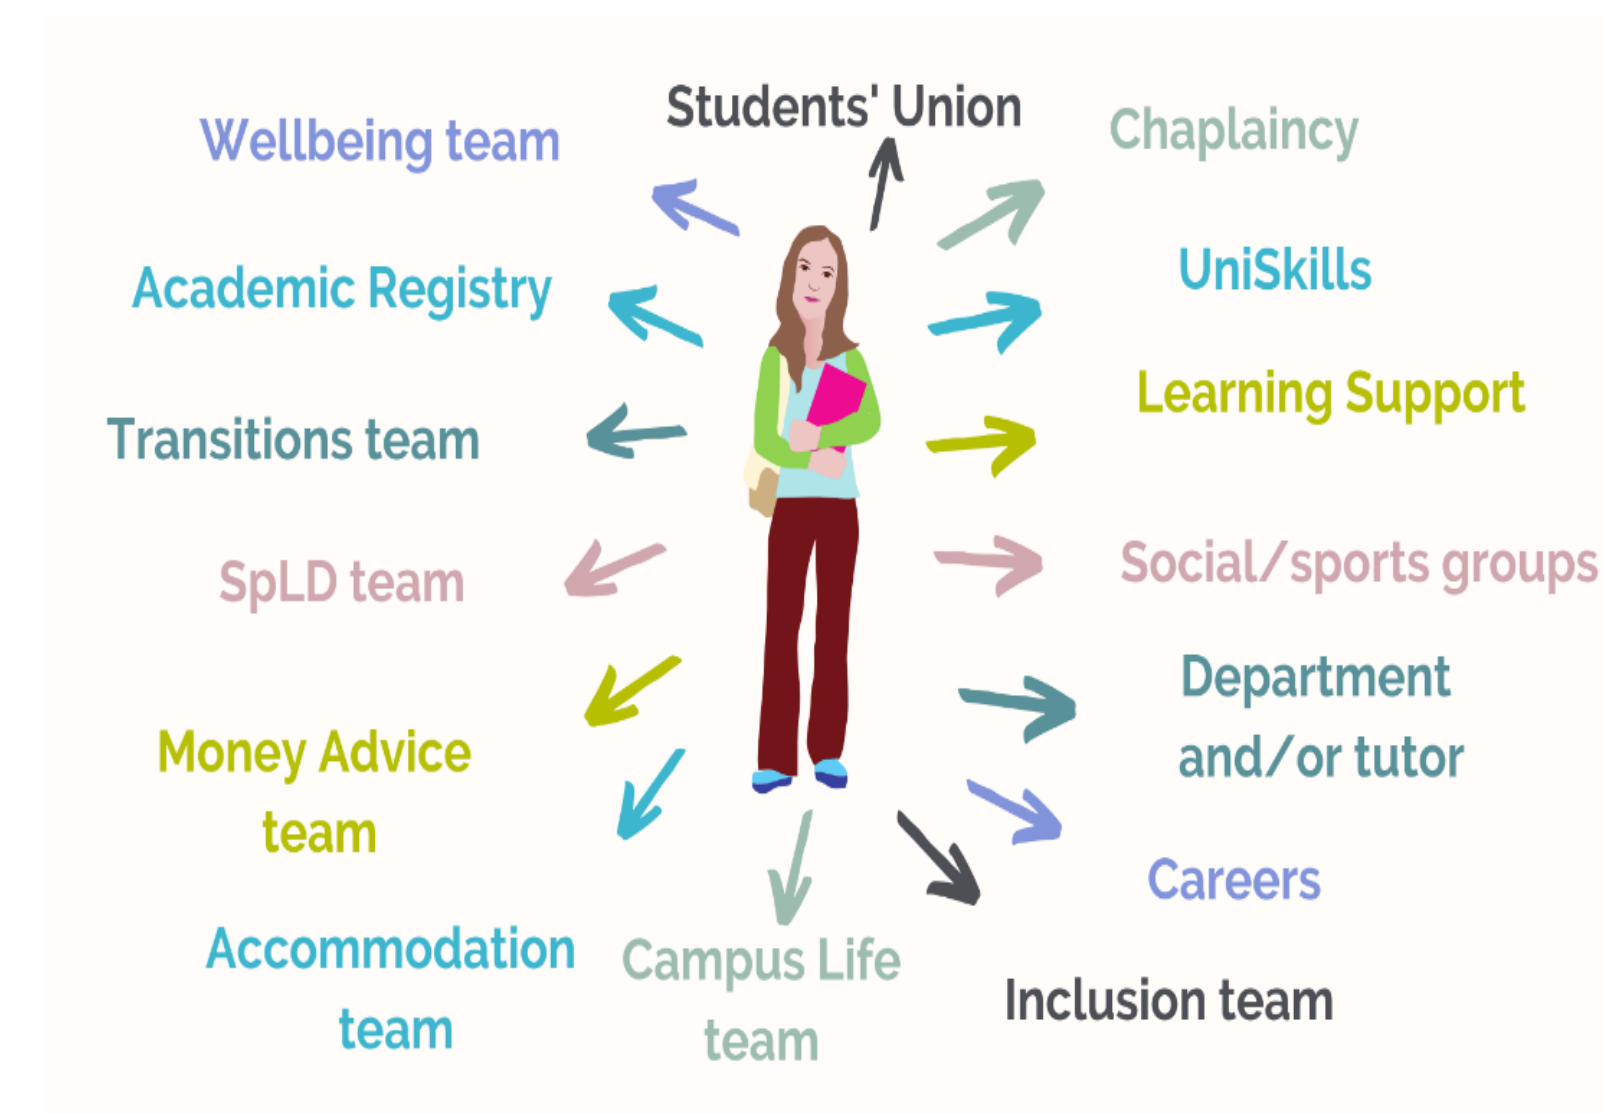 Students' Union
Wellbeing team
Chaplaincy
Academic Registry
UniSkills
Transitions team
Learning Support
SpLD team
Social/sports groups
Money Advice
team
Department
and/or tutor
Accommodation
team
Campus Life
team
Careers
Inclusion team